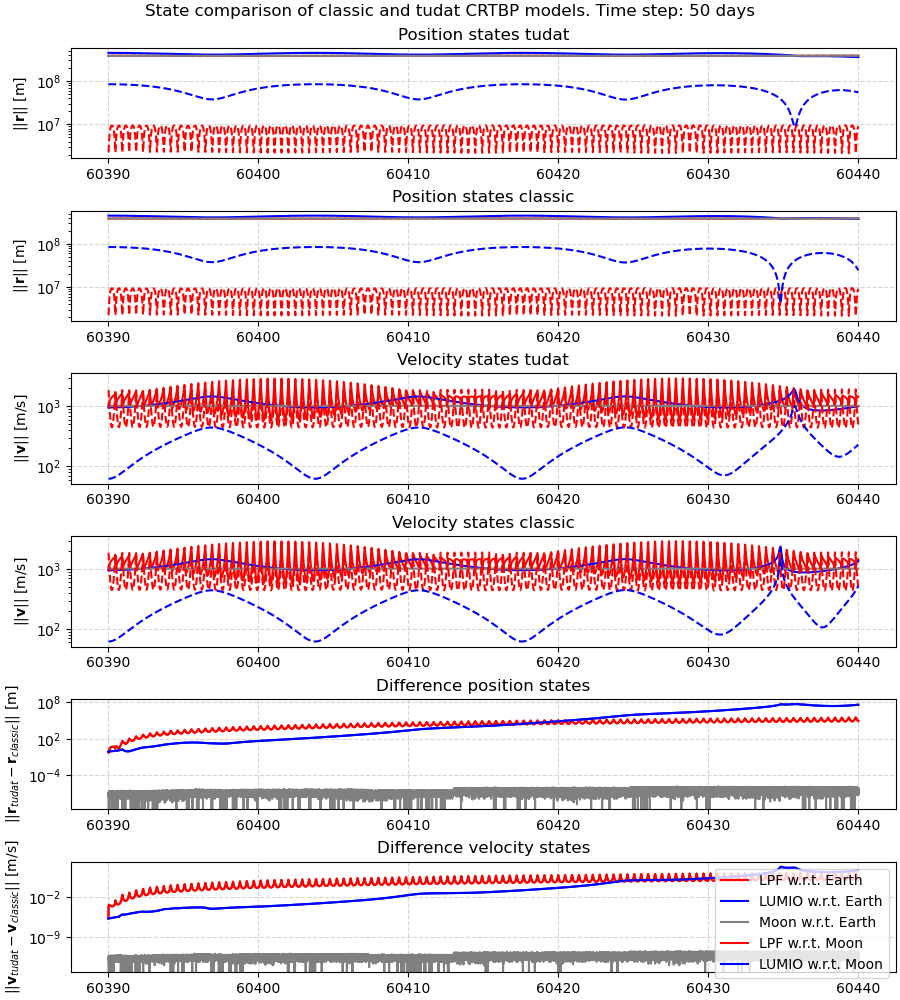 State comparison of classic and tudat CRTBP models. Time step: 50 days
Position states tudat
||r|| [m]
10^8
10^7
60390 60400 60410 60420 60430 60440
Position states classic
||r|| [m]
10^8
10^7
60390 60400 60410 60420 60430 60440
Velocity states tudat
||v|| [m/s]
10^3
10^2
60390 60400 60410 60420 60430 60440
Velocity states classic
||v|| [m/s]
10^3
10^2
60390 60400 60410 60420 60430 60440
Difference position states
||r_tudat − r_classic|| [m]
10^8
10^2
10^−4
60390 60400 60410 60420 60430 60440
Difference velocity states
||v_tudat − v_classic|| [m/s]
10^−2
10^−9
LPF w.r.t. Earth
LUMIO w.r.t. Earth
Moon w.r.t. Earth
LPF w.r.t. Moon
LUMIO w.r.t. Moon
60390 60400 60410 60420 60430 60440